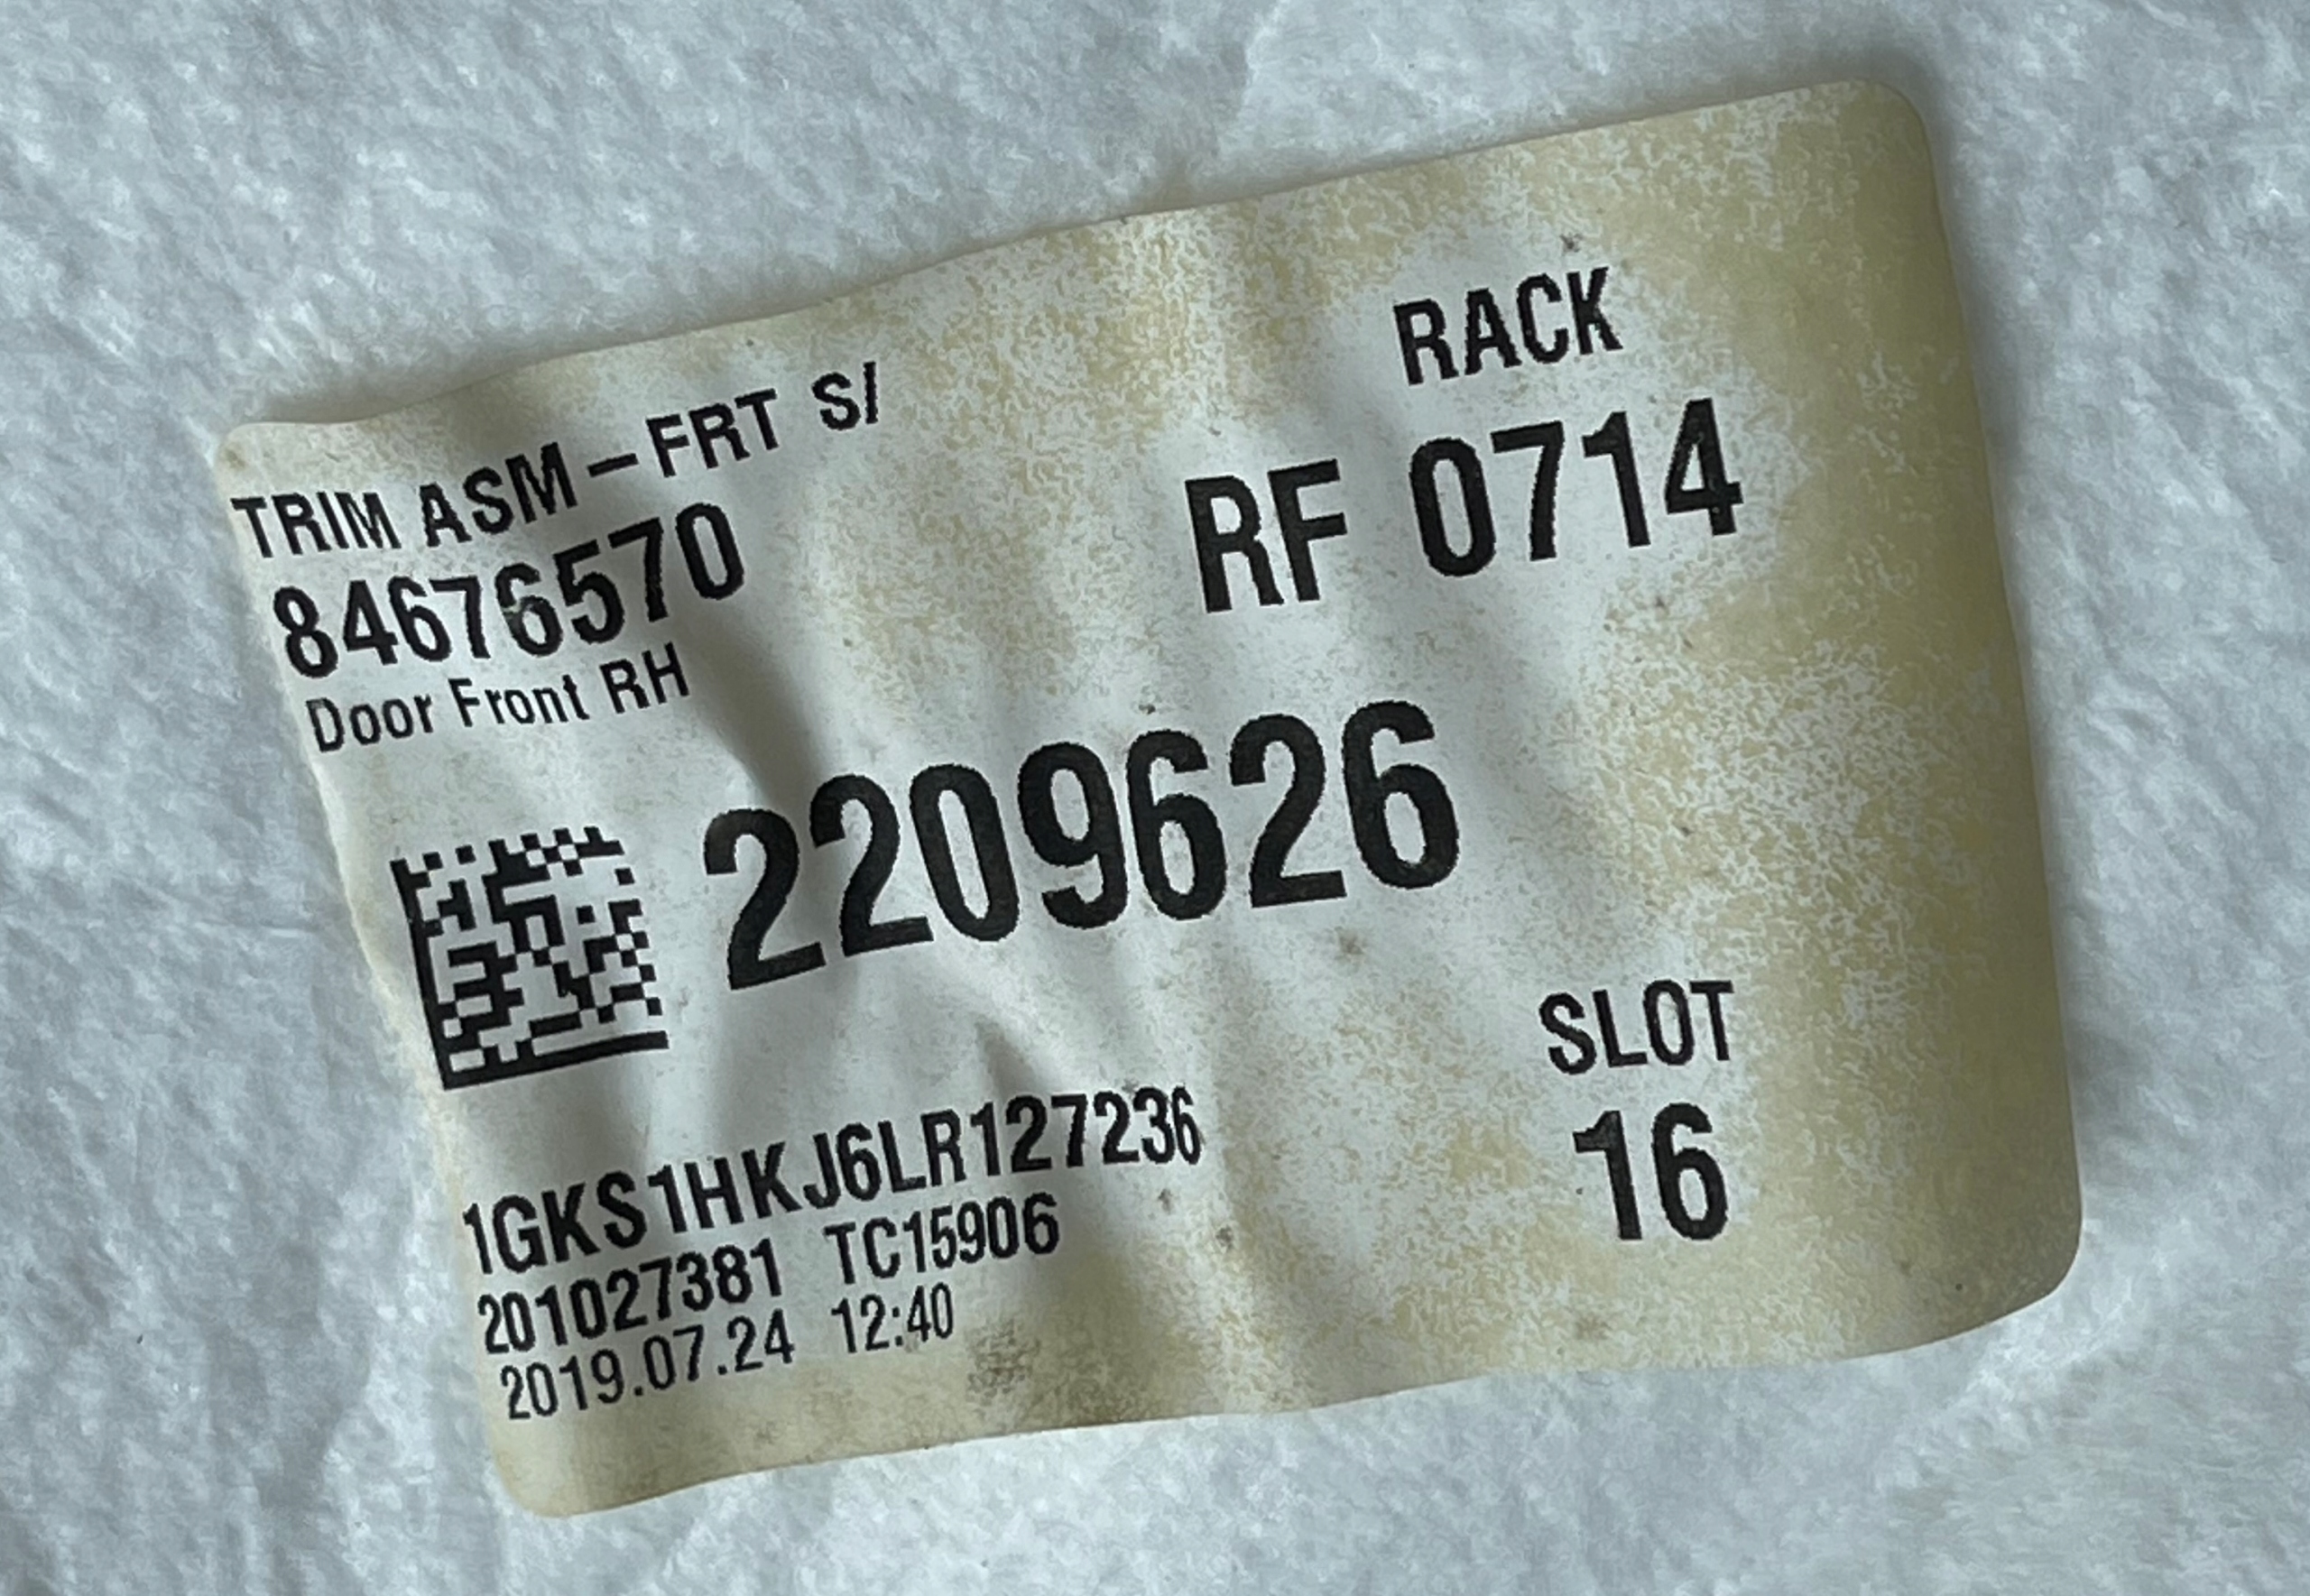 TRIM ASM-FRT S/
84676570
Door Front RH
RACK
RF 0714
2209626
SLOT
16
1GKS1HKJ6LR127236
201027381 TC15906
2019.07.24 12:40